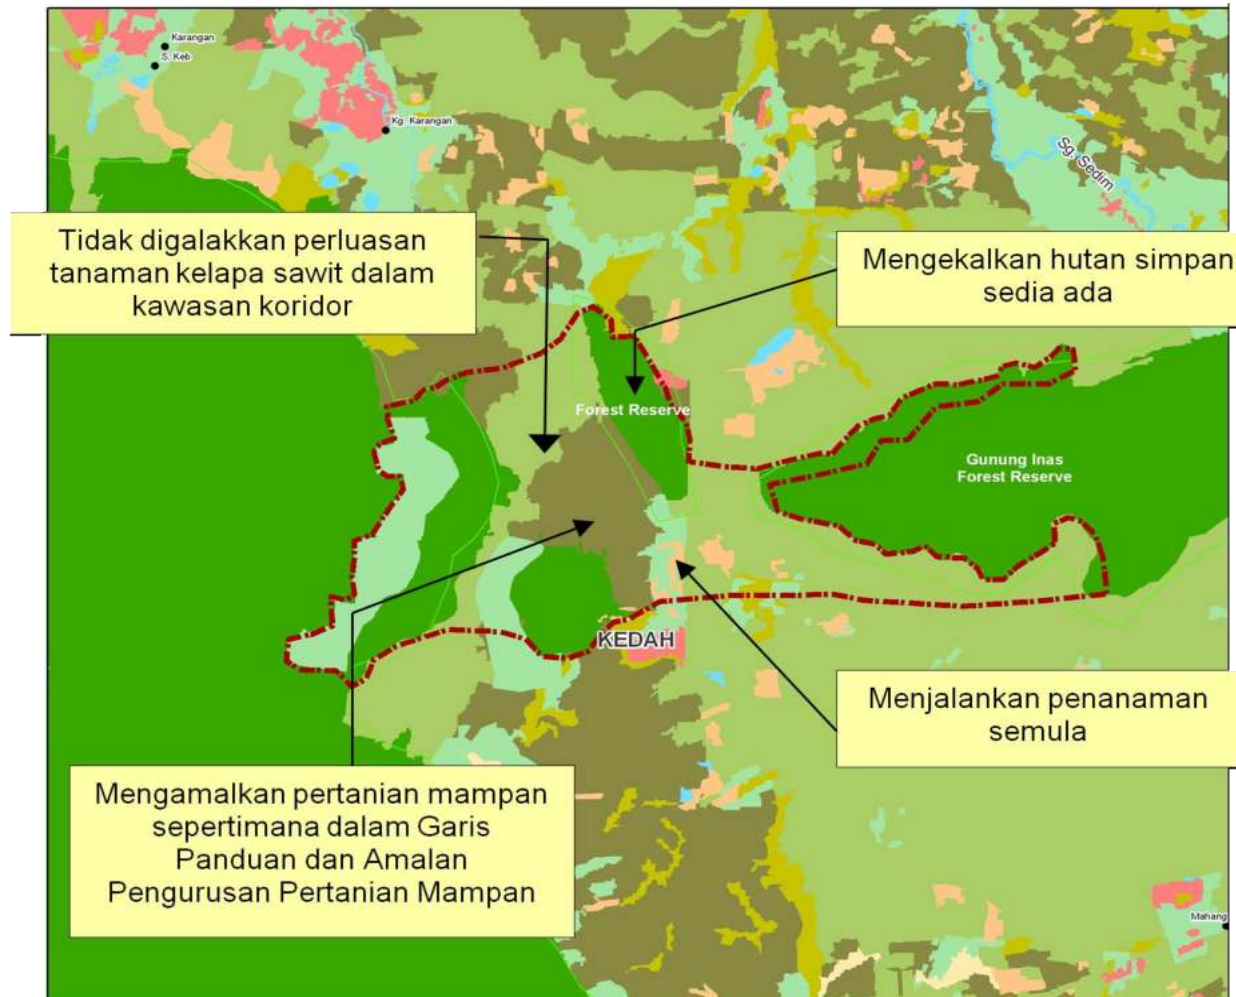 Karangan
S. Keb
Kg. Karangan
Sg. Sedim
Tidak digalakkan perluasan
tanaman kelapa sawit dalam
kawasan koridor
Mengekalkan hutan simpan
sedia ada
Forest Reserve
Gunung Inas
Forest Reserve
KEDAH
Menjalankan penanaman
semula
Mengamalkan pertanian mampan
sepertimana dalam Garis
Panduan dan Amalan
Pengurusan Pertanian Mampan
Mahang